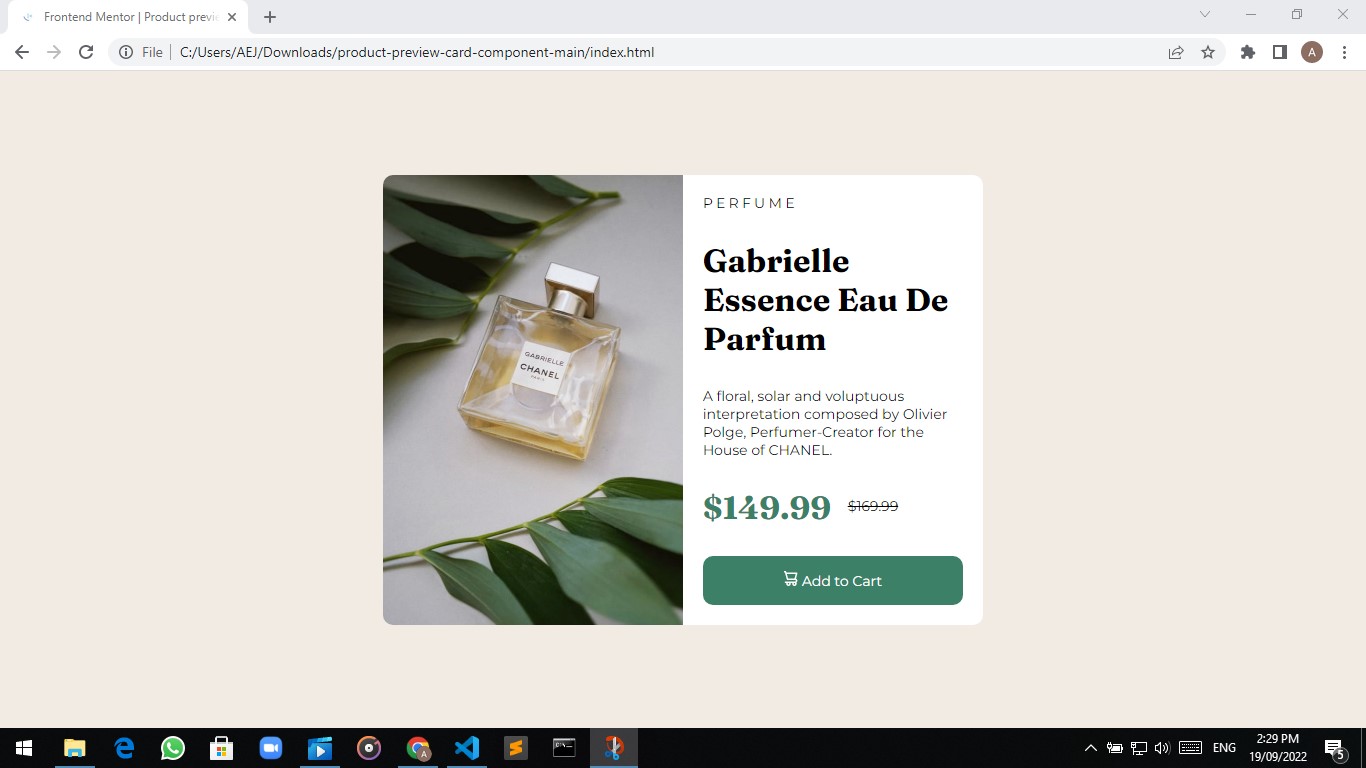 Frontend Mentor | Product previe
File
C:/Users/AEJ/Downloads/product-preview-card-component-main/index.html
A
PERFUME
Gabrielle
Essence Eau De
Parfum
GABRIELLE
CHANEL
PARIS
A floral, solar and voluptuous
interpretation composed by Olivier
Polge, Perfumer-Creator for the
House of CHANEL.
$149.99 $169.99
Add to Cart
ENG
2:29 PM
19/09/2022
5